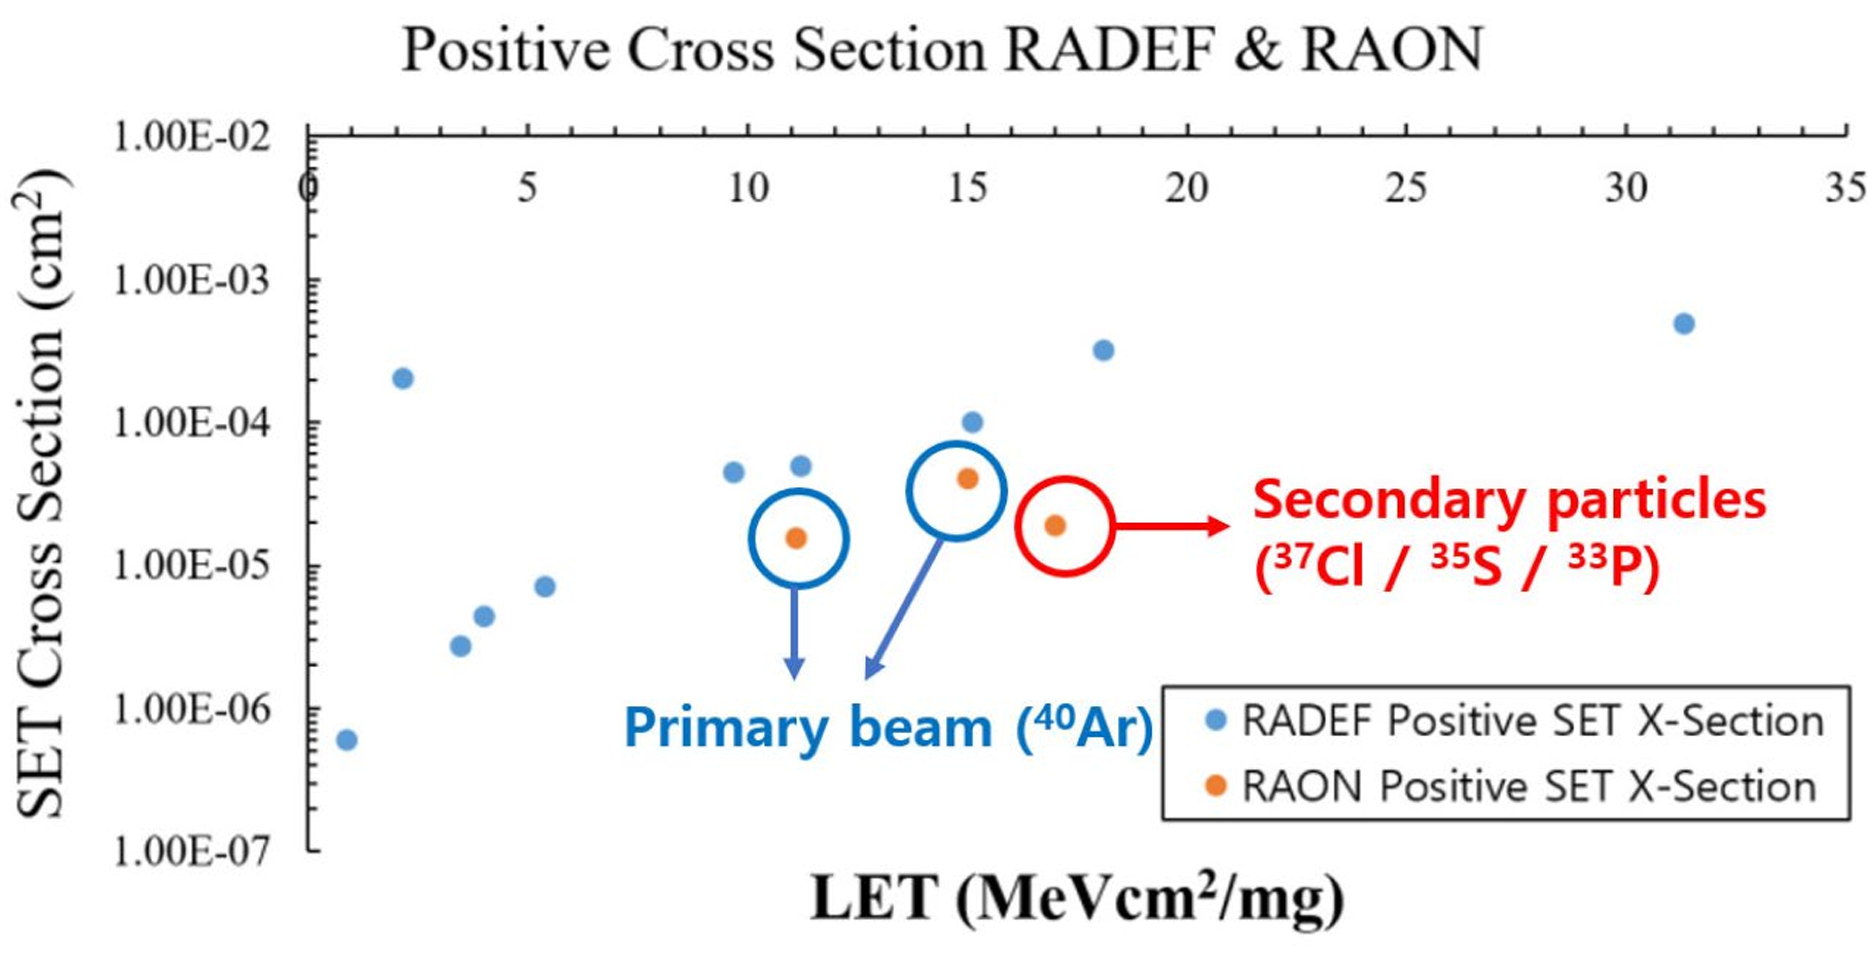 Positive Cross Section RADEF & RAON
SET Cross Section (cm²)
1.00E-02
0 5 10 15 20 25 30 35
1.00E-03
1.00E-04
1.00E-05
1.00E-06
1.00E-07
Secondary particles
(³⁷Cl / ³⁵S / ³³P)
Primary beam (⁴⁰Ar)
RADEF Positive SET X-Section
RAON Positive SET X-Section
LET (MeVcm²/mg)